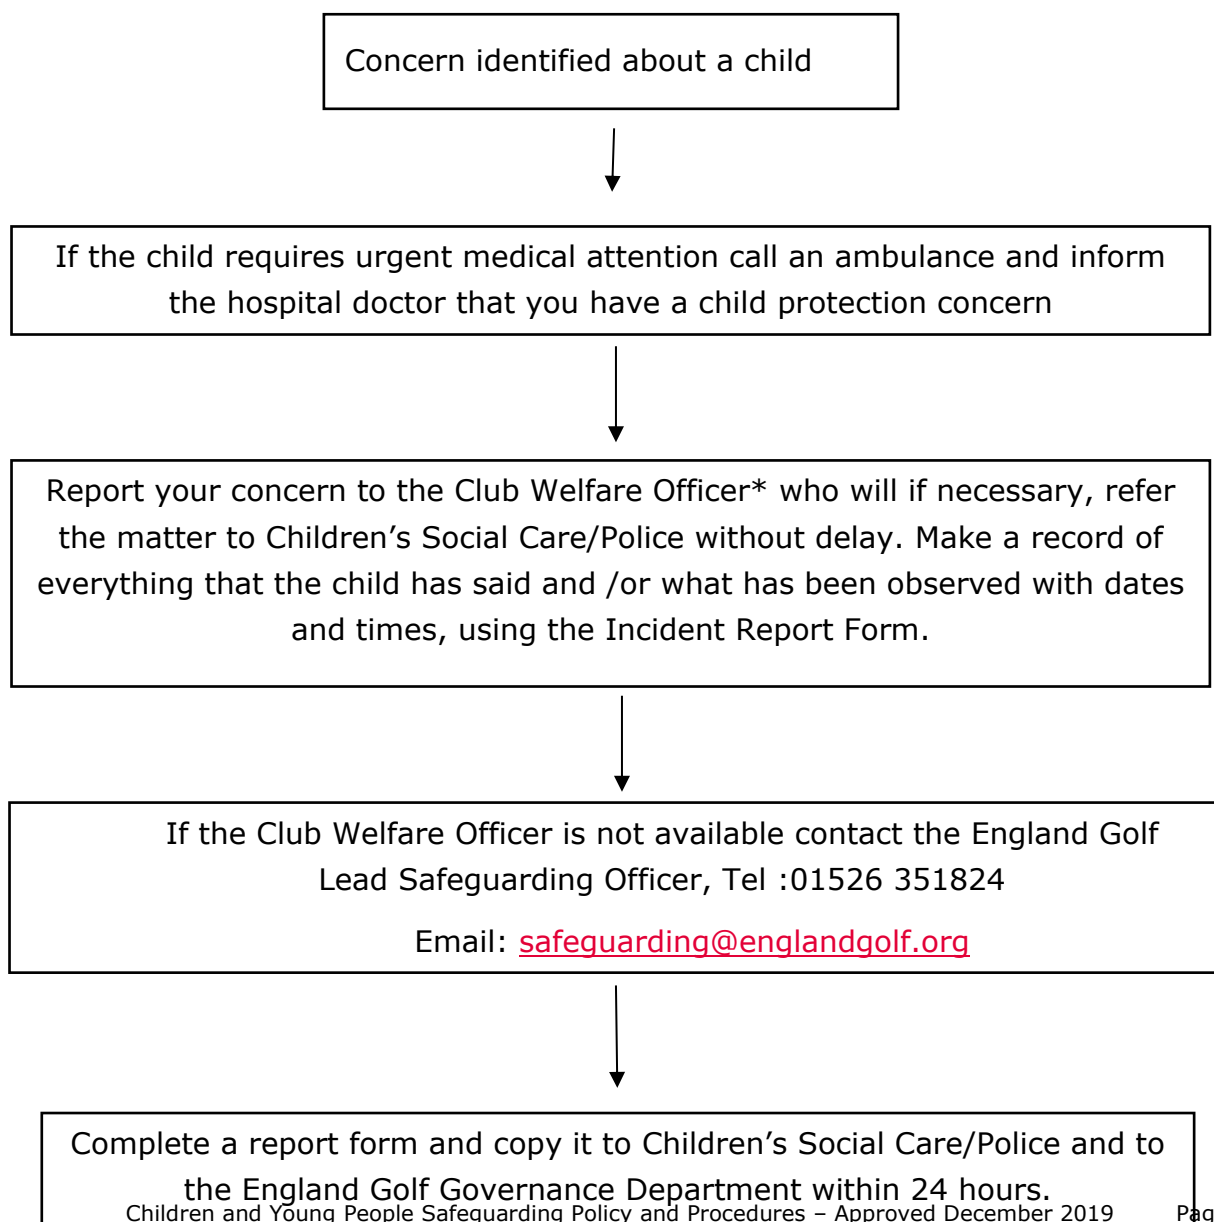 Concern identified about a child
If the child requires urgent medical attention call an ambulance and inform
the hospital doctor that you have a child protection concern
Report your concern to the Club Welfare Officer* who will if necessary, refer
the matter to Children’s Social Care/Police without delay. Make a record of
everything that the child has said and /or what has been observed with dates
and times, using the Incident Report Form.
If the Club Welfare Officer is not available contact the England Golf
Lead Safeguarding Officer, Tel :01526 351824
Email: safeguarding@englandgolf.org
Complete a report form and copy it to Children’s Social Care/Police and to
the England Golf Governance Department within 24 hours.
Children and Young People Safeguarding Policy and Procedures – Approved December 2019